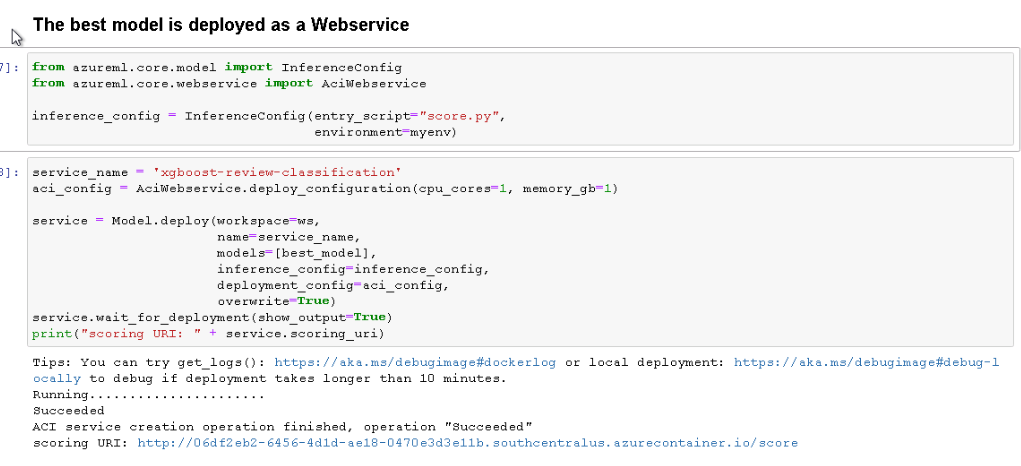 The best model is deployed as a Webservice
7]: from azureml.core.model import InferenceConfig
from azureml.core.webservice import AciWebservice
inference_config = InferenceConfig(entry_script="score.py",
environment=myenv)
8]: service_name = 'xgboost-review-classification'
aci_config = AciWebservice.deploy_configuration(cpu_cores=1, memory_gb=1)
service = Model.deploy(workspace=ws,
name=service_name,
models=[best_model],
inference_config=inference_config,
deployment_config=aci_config,
overwrite=True)
service.wait_for_deployment(show_output=True)
print("scoring URI: " + service.scoring_uri)
Tips: You can try get_logs(): https://aka.ms/debugimage#dockerlog or local deployment: https://aka.ms/debugimage#debug-l
ocally to debug if deployment takes longer than 10 minutes.
Running......................
Succeeded
ACI service creation operation finished, operation "Succeeded"
scoring URI: http://06df2eb2-6456-4d1d-ae18-0470e3d3e11b.southcentralus.azurecontainer.io/score